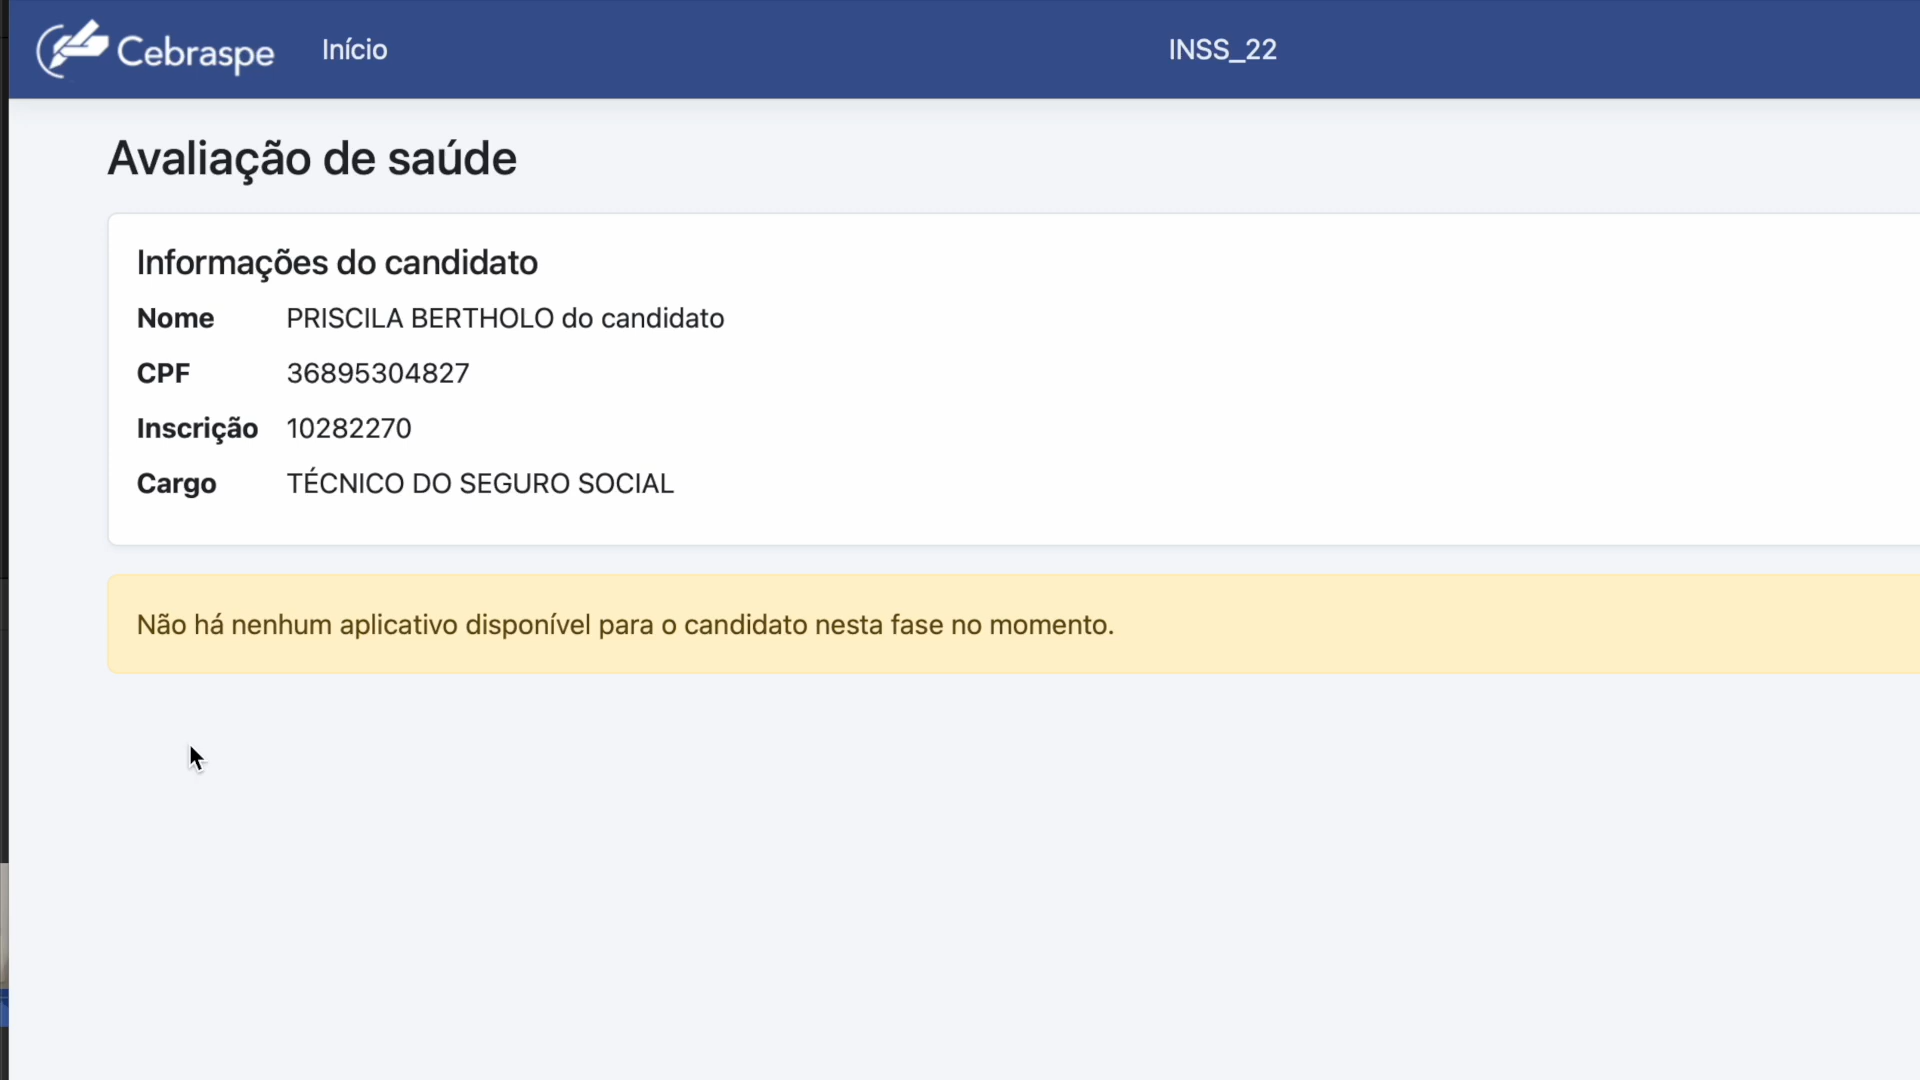 Cebraspe Início INSS_22
Avaliação de saúde
Informações do candidato
Nome PRISCILA BERTHOLO do candidato
CPF 36895304827
Inscrição 10282270
Cargo TÉCNICO DO SEGURO SOCIAL
Não há nenhum aplicativo disponível para o candidato nesta fase no momento.